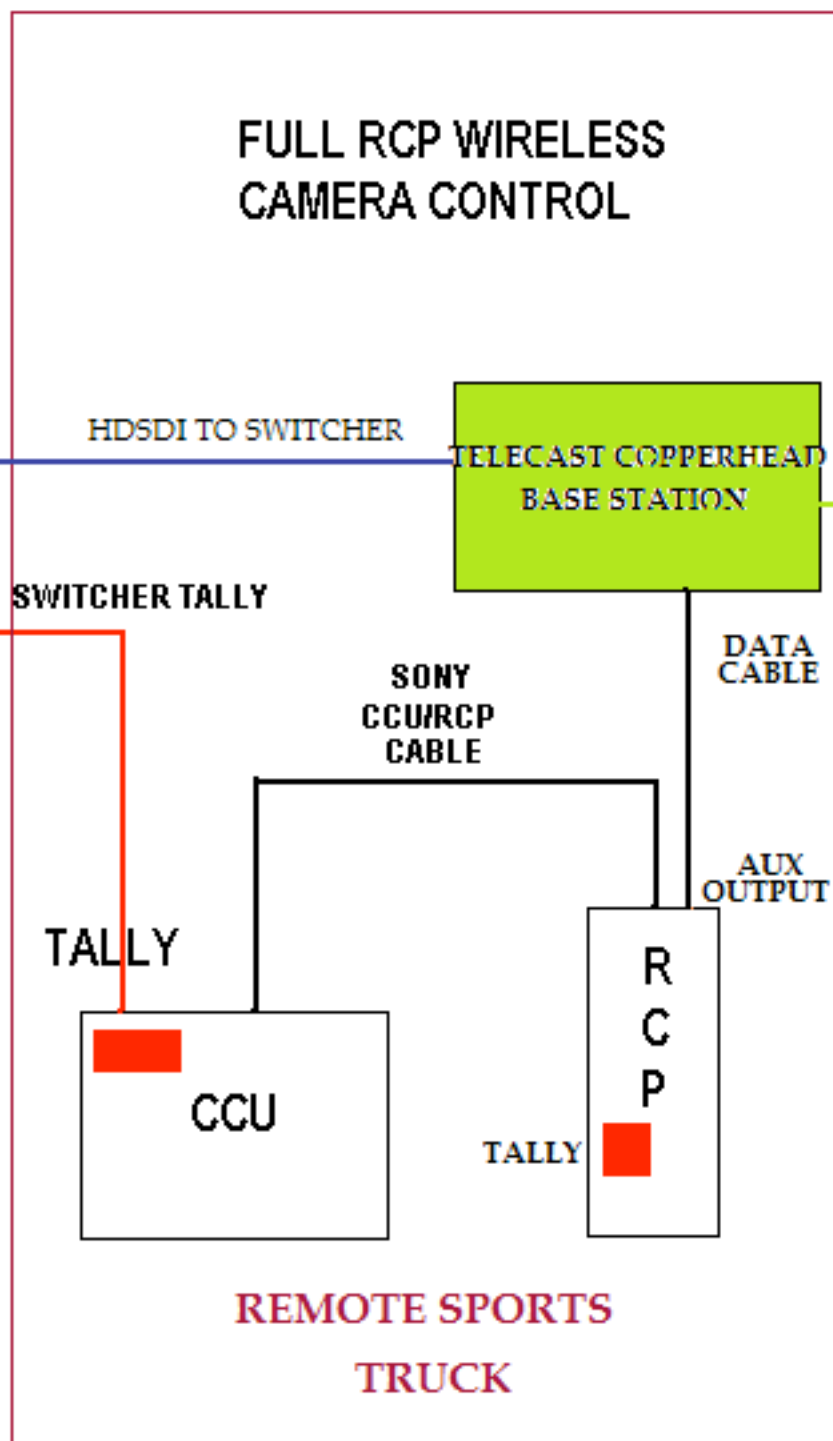 FULL RCP WIRELESS
CAMERA CONTROL
HDSDI TO SWITCHER
TELECAST COPPERHEAD
BASE STATION
SWITCHER TALLY
DATA
CABLE
SONY
CCU/RCP
CABLE
AUX
OUTPUT
TALLY
R
C
P
CCU
TALLY
REMOTE SPORTS
TRUCK